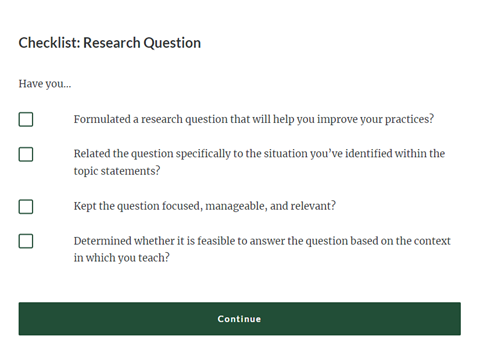 Checklist: Research Question
Have you...
Formulated a research question that will help you improve your practices?
Related the question specifically to the situation you’ve identified within the
topic statements?
Kept the question focused, manageable, and relevant?
Determined whether it is feasible to answer the question based on the context
in which you teach?
Continue